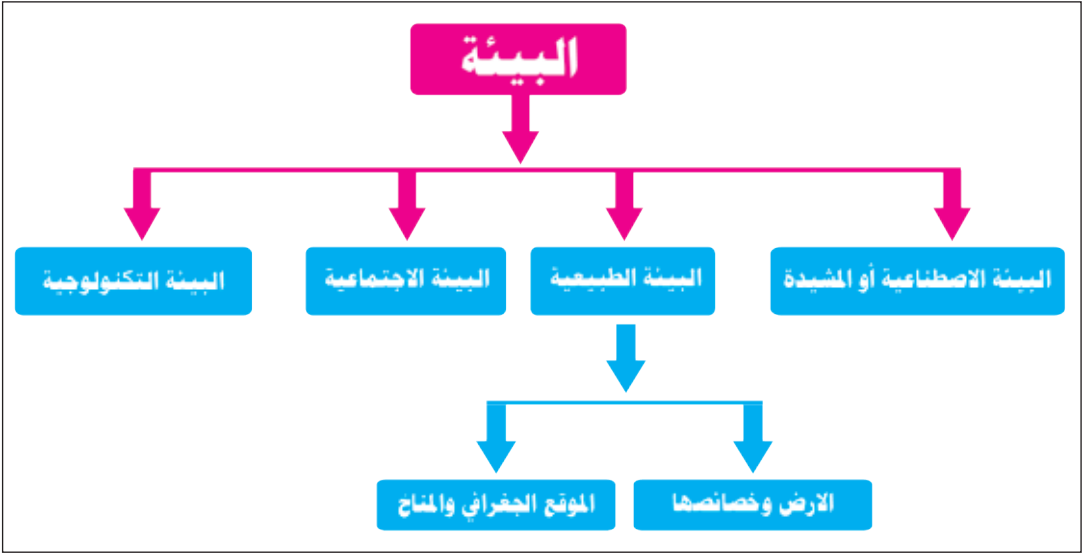 البيئة
البيئة الاصطناعية أو المشيدة
البيئة الطبيعية
البيئة الاجتماعية
البيئة التكنولوجية
الارض وخصائصها
الموقع الجغرافي والمناخ